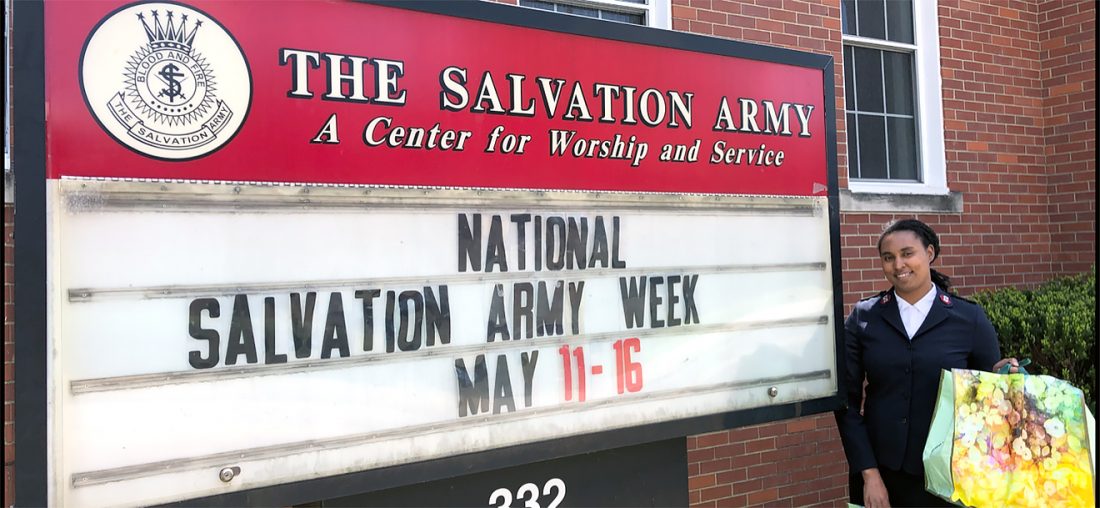 BLOOD AND FIRE
S
THE SALVATION ARMY
THE SALVATION ARMY
A Center for Worship and Service
NATIONAL
SALVATION ARMY WEEK
MAY 11-16
332